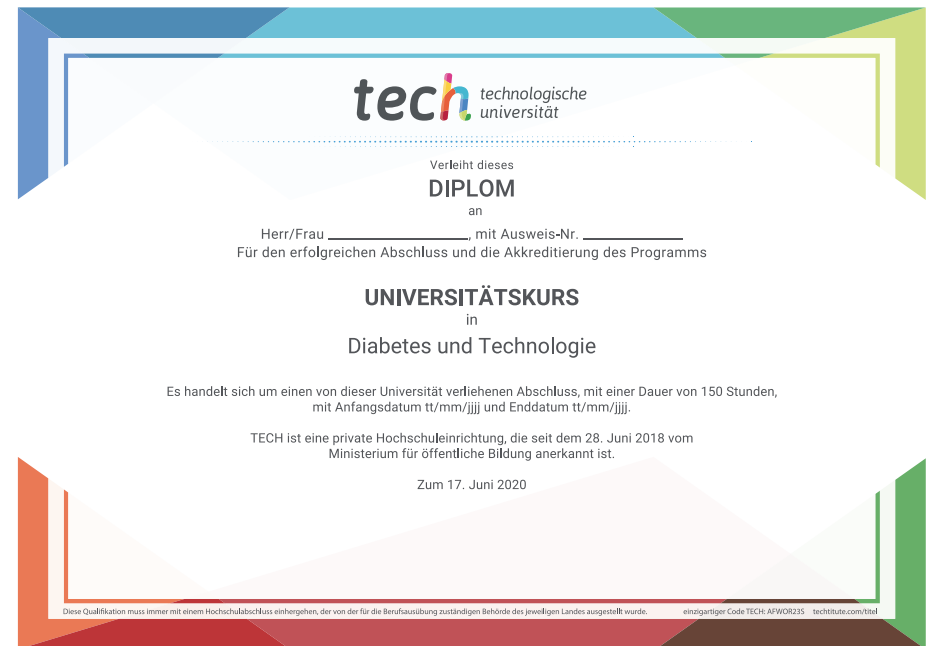 tech technologische
universität
Verleiht dieses
DIPLOM
an
Herr/Frau ____________________, mit Ausweis-Nr. ______________
Für den erfolgreichen Abschluss und die Akkreditierung des Programms
UNIVERSITÄTSKURS
in
Diabetes und Technologie
Es handelt sich um einen von dieser Universität verliehenen Abschluss, mit einer Dauer von 150 Stunden,
mit Anfangsdatum tt/mm/jjjj und Enddatum tt/mm/jjjj.
TECH ist eine private Hochschuleinrichtung, die seit dem 28. Juni 2018 vom
Ministerium für öffentliche Bildung anerkannt ist.
Zum 17. Juni 2020
Diese Qualifikation muss immer mit einem Hochschulabschluss einhergehen, der von der für die Berufsausübung zuständigen Behörde des jeweiligen Landes ausgestellt wurde. einzigartiger Code TECH: AFWOR23S techtitute.com/titel